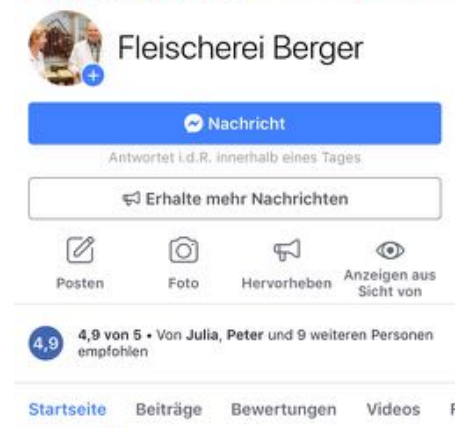 Fleischerei Berger
Nachricht
Antwortet i.d.R. innerhalb eines Tages
Erhalte mehr Nachrichten
Posten
Foto
Hervorheben
Anzeigen aus
Sicht von
4,9
4,9 von 5 • Von Julia, Peter und 9 weiteren Personen
empfohlen
Startseite Beiträge Bewertungen Videos